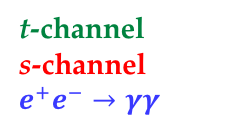 t-channel
s-channel
e⁺e⁻ → γγ